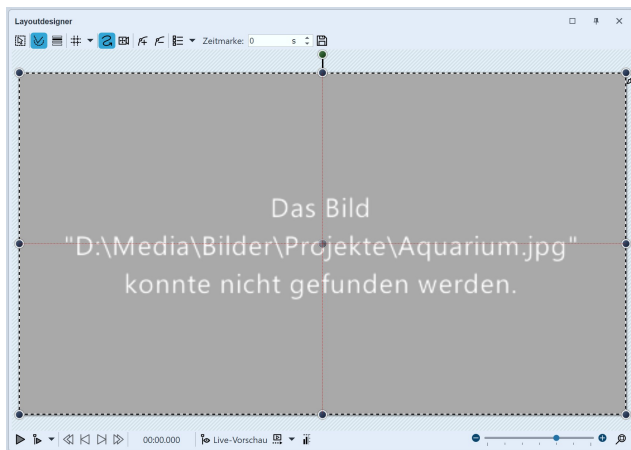 Layoutdesigner
Zeitmarke: 0 s
Das Bild
"D:\Media\Bilder\Projekte\Aquarium.jpg"
konnte nicht gefunden werden.
00:00.000 Live-Vorschau